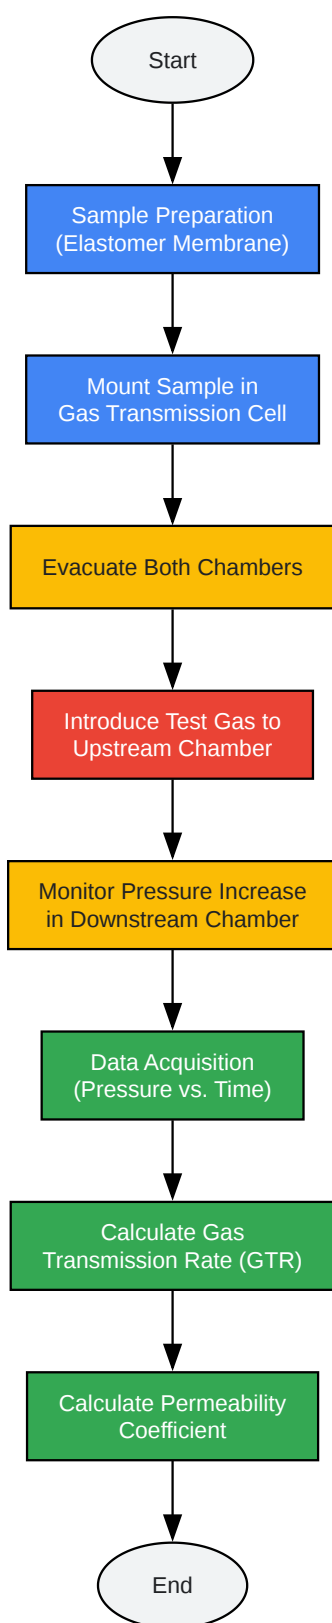 Start
Sample Preparation
(Elastomer Membrane)
Mount Sample in
Gas Transmission Cell
Evacuate Both Chambers
Introduce Test Gas to
Upstream Chamber
Monitor Pressure Increase
in Downstream Chamber
Data Acquisition
(Pressure vs. Time)
Calculate Gas
Transmission Rate (GTR)
Calculate Permeability
Coefficient
End